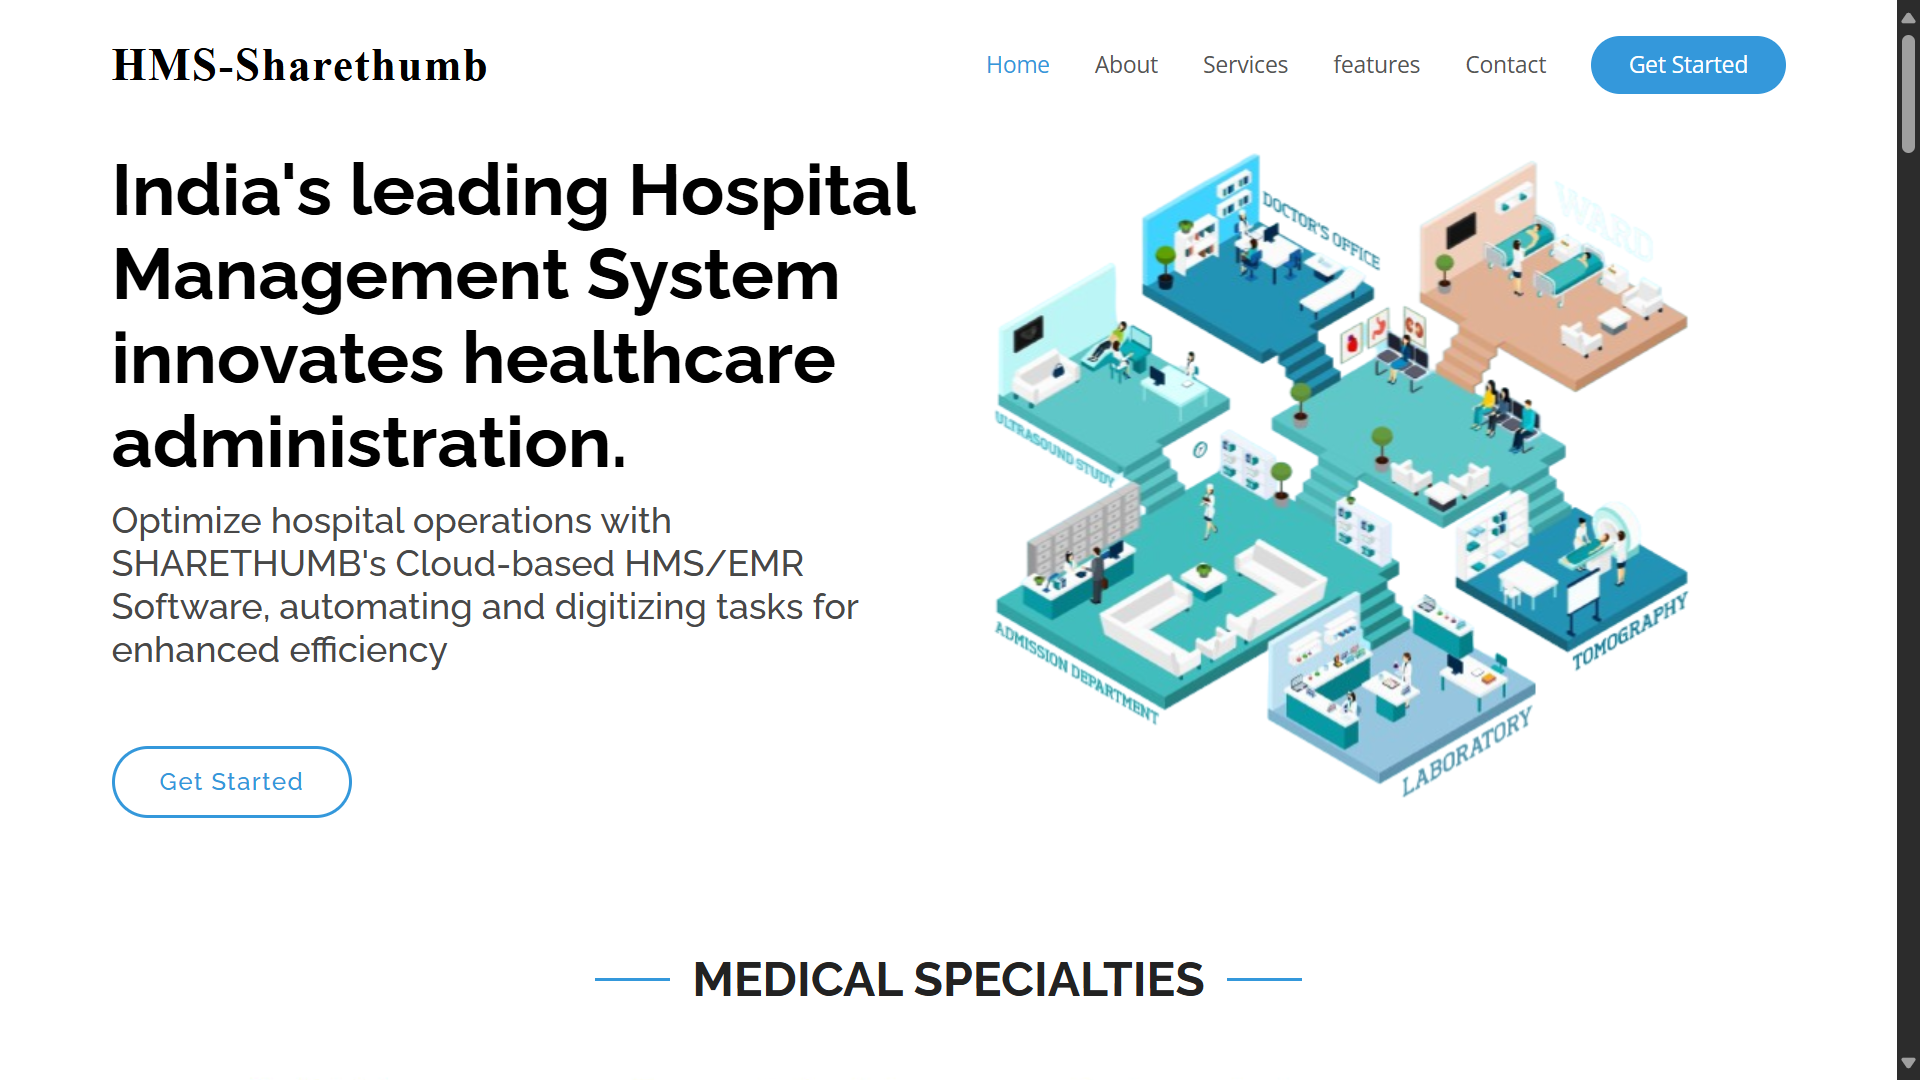 HMS-Sharethumb
Home
About
Services
features
Contact
Get Started
India's leading Hospital
Management System
innovates healthcare
administration.
Optimize hospital operations with
SHARETHUMB's Cloud-based HMS/EMR
Software, automating and digitizing tasks for
enhanced efficiency
Get Started
DOCTOR'S OFFICE
WARD
ULTRASOUND STUDY
ADMISSION DEPARTMENT
TOMOGRAPHY
LABORATORY
MEDICAL SPECIALTIES